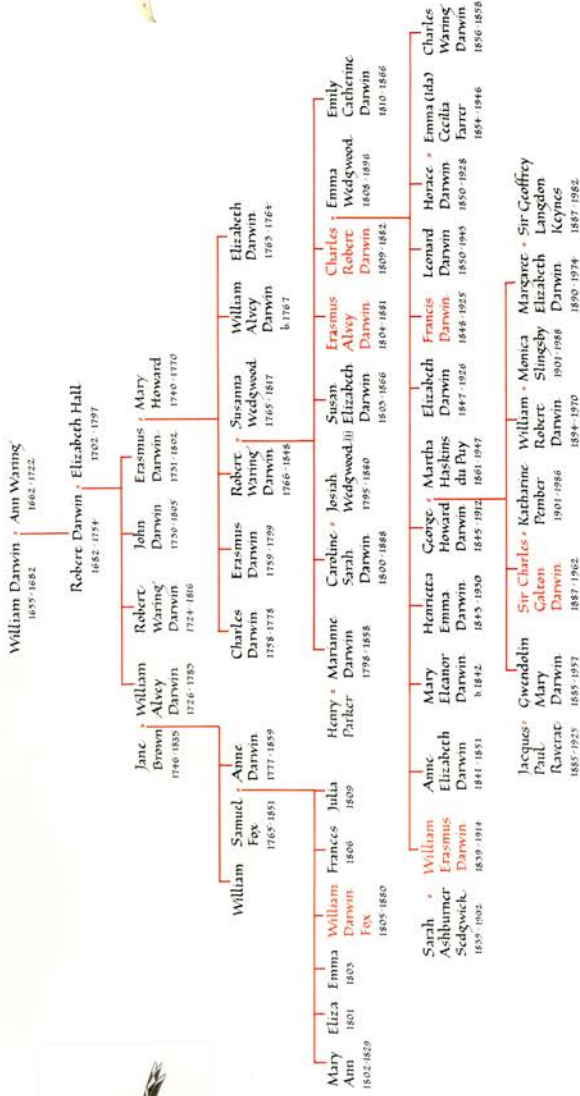 William Darwin • Ann Waring
1655-1682
1662-1722
Robert Darwin • Elizabeth Hall
1682-1754
1702-1797
Jane • William
Brown
Alvey
Darwin
1746-1835
1726-1783
Robert
Waring
Darwin
1724-1816
John
Darwin
1730-1805
Erasmus • Mary
Darwin
Howard
1731-1802
1740-1770
William
Samuel • Anne
Fox
Darwin
1765-1851
1777-1859
Charles
Darwin
1758-1778
Erasmus
Darwin
1759-1799
Robert • Susanna
Waring
Wedgwood
Darwin
1766-1848
1765-1817
William
Alvey
Darwin
b.1767
Elizabeth
Darwin
1763-1764
Mary
Ann
1802-1829
Eliza
1801
Emma
1803
William
Darwin
Fox
1805-1880
Frances
1806
Julia
1809
Henry • Marianne
Parker
Darwin
1798-1858
Caroline • Josiah
Sarah
Wedgwood III
Darwin
1800-1888
1795-1880
Susan
Elizabeth
Darwin
1803-1866
Erasmus
Alvey
Darwin
1804-1881
Charles • Emma
Robert
Wedgwood
Darwin
1809-1882
1808-1896
Emily
Catherine
Darwin
1810-1866
Sarah • William
Ashburner
Erasmus
Sedgwick
Darwin
1839-1902
1839-1914
Anne
Elizabeth
Darwin
1841-1851
Mary
Eleanor
Darwin
b.1842
Henrietta
Emma
Darwin
1843-1930
George • Martha
Howard
Haskins
Darwin
du Puy
1845-1912
1861-1947
Elizabeth
Darwin
1847-1926
Francis
Darwin
1848-1925
Leonard
Darwin
1850-1943
Horace • Emma (Ida)
Darwin
Cecilia
Farrer
1850-1928
1854-1946
Charles
Waring
Darwin
1856-1858
Jacques • Gwendolin
Paul
Mary
Raverat
Darwin
1885-1925
1885-1957
Sir Charles • Katharine
Galton
Pember
Darwin
1887-1962
1901-1986
William • Monica
Robert
Slingsby
Darwin
1894-1970
1901-1988
Margaret • Sir Geoffrey
Elizabeth
Langdon
Darwin
Keynes
1890-1974
1887-1982